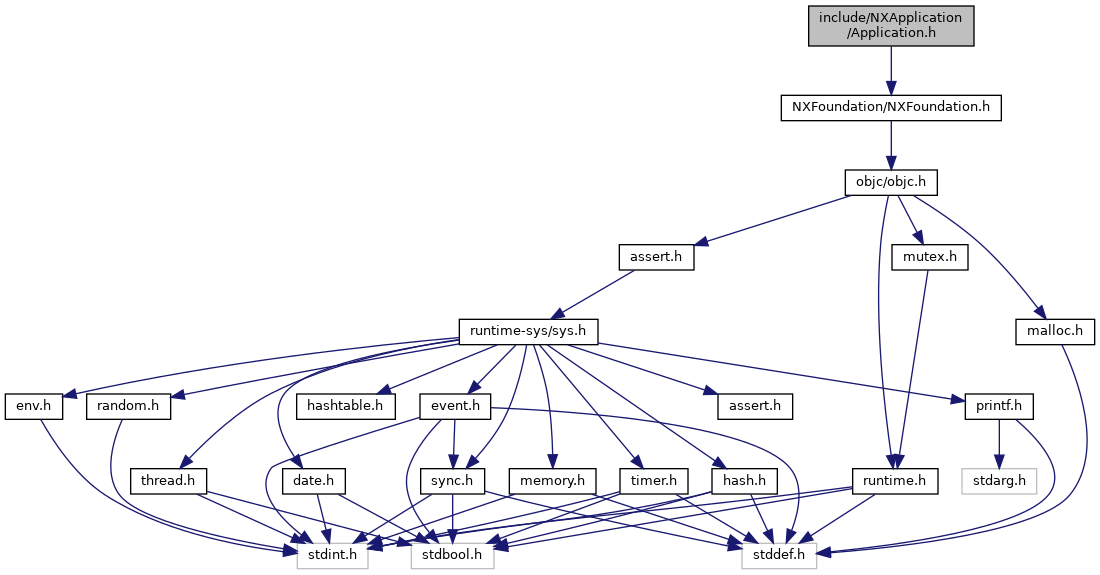 include/NXApplication
/Application.h
NXFoundation/NXFoundation.h
objc/objc.h
assert.h
mutex.h
runtime-sys/sys.h
malloc.h
env.h
random.h
hashtable.h
event.h
assert.h
printf.h
thread.h
date.h
sync.h
memory.h
timer.h
hash.h
runtime.h
stdarg.h
stdint.h
stdbool.h
stddef.h